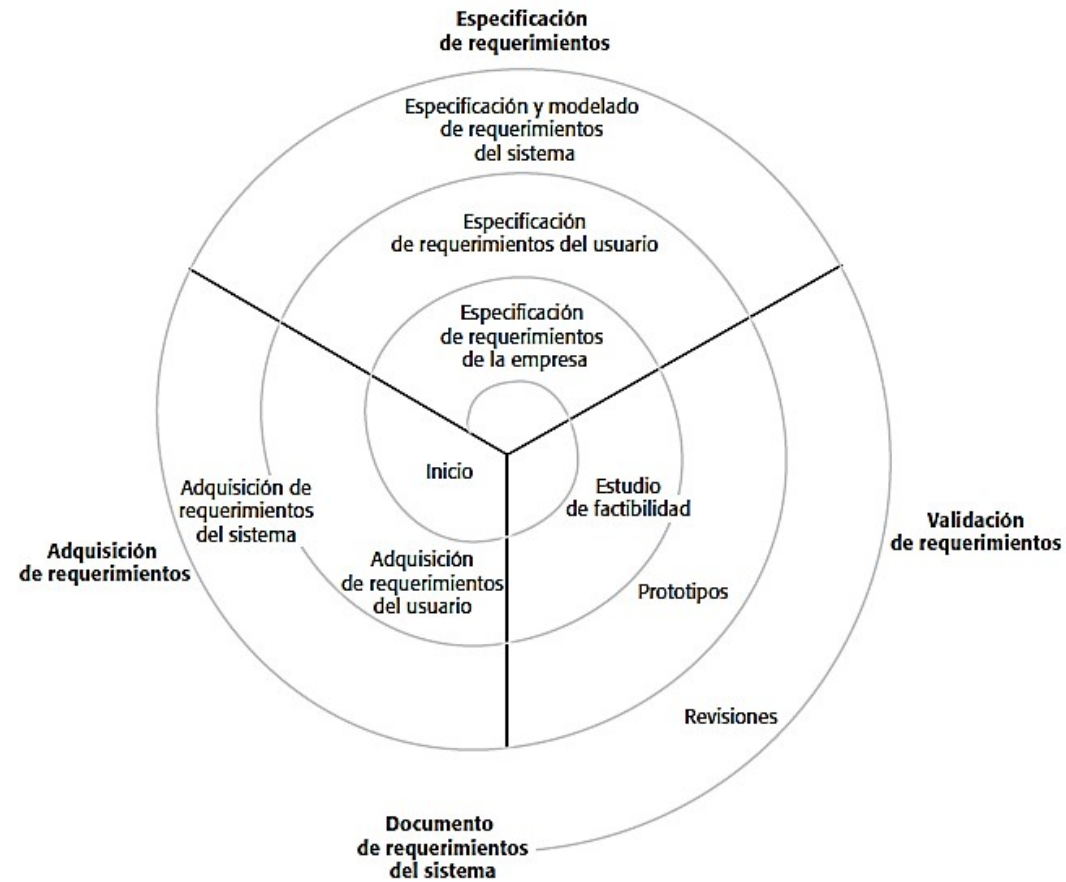 Especificación
de requerimientos
Especificación y modelado
de requerimientos
del sistema
Especificación
de requerimientos del usuario
Especificación
de requerimientos
de la empresa
Inicio
Estudio
de factibilidad
Adquisición de
requerimientos
del sistema
Adquisición
de requerimientos
Validación
de requerimientos
Adquisición
de requerimientos
del usuario
Prototipos
Revisiones
Documento
de requerimientos
del sistema